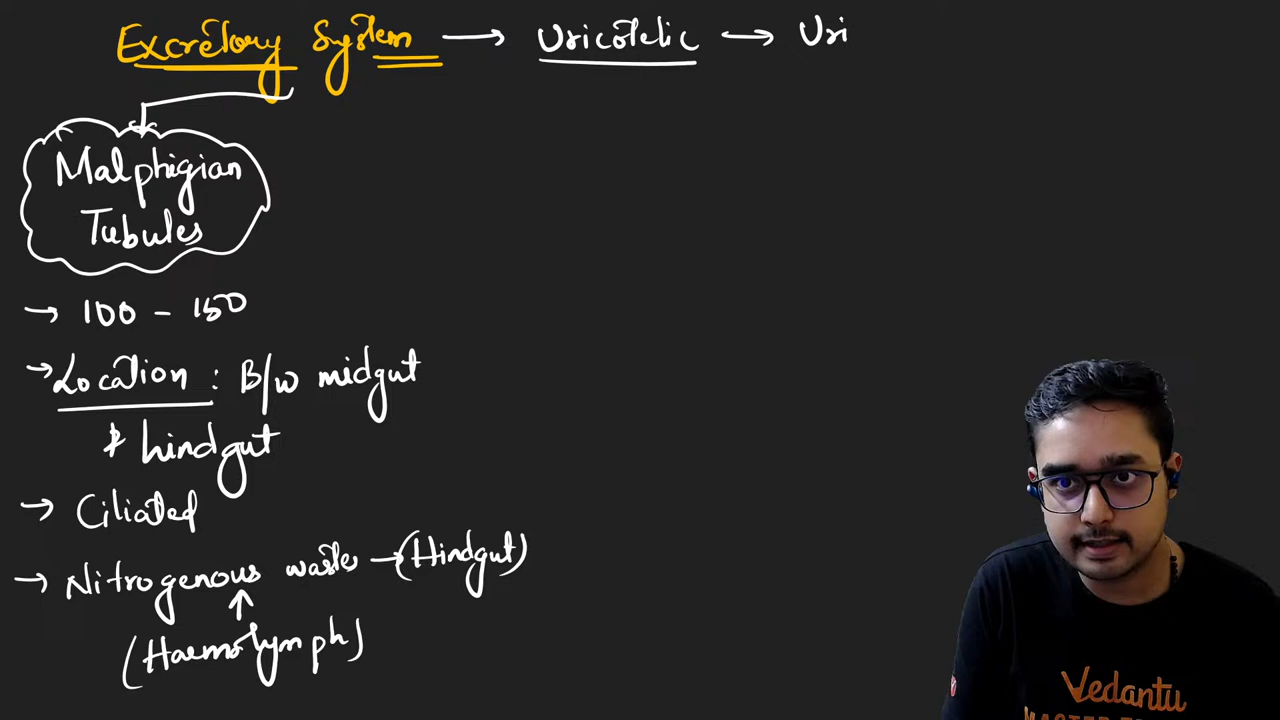 Excretory System → Uricotelic → Uri
Malphigian
Tubules
→ 100 - 150
→ Location : B/w midgut
& hindgut
→ Ciliated
→ Nitrogenous waste → (Hindgut)
↑
(Haemolymph)
Vedantu